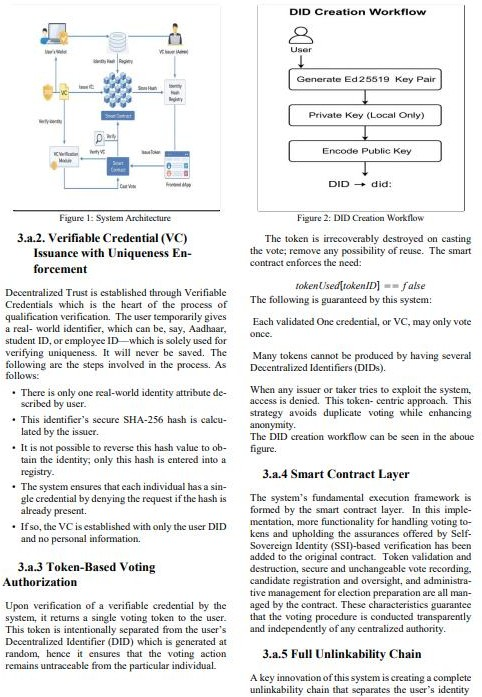 User's Wallet
Identity Hash Registry
VC Issuer (Admin)
VC
Issue VC
Store Hash
Identity
Hash
Registry
Smart Contract
Verify Identity
Verify
VC Verification
Module
Verify VC
Smart
Contract
Issue Token
Cast Vote
Frontend dApp
Figure 1: System Architecture
3.a.2. Verifiable Credential (VC)
Issuance with Uniqueness En-
forcement
Decentralized Trust is established through Verifiable
Credentials which is the heart of the process of
qualification verification. The user temporarily gives
a real- world identifier, which can be, say, Aadhaar,
student ID, or employee ID—which is solely used for
verifying uniqueness. It will never be saved. The
following are the steps involved in the process. As
follows:
• There is only one real-world identity attribute de-
scribed by user.
• This identifier's secure SHA-256 hash is calcu-
lated by the issuer.
• It is not possible to reverse this hash value to ob-
tain the identity; only this hash is entered into a
registry.
• The system ensures that each individual has a sin-
gle credential by denying the request if the hash is
already present.
• If so, the VC is established with only the user DID
and no personal information.
3.a.3 Token-Based Voting
Authorization
Upon verification of a verifiable credential by the
system, it returns a single voting token to the user.
This token is intentionally separated from the user's
Decentralized Identifier (DID) which is generated at
random, hence it ensures that the voting action
remains untraceable from the particular individual.
DID Creation Workflow
User
Generate Ed25519 Key Pair
Private Key (Local Only)
Encode Public Key
DID → did:
Figure 2: DID Creation Workflow
The token is irrecoverably destroyed on casting
the vote; remove any possibility of reuse. The smart
contract enforces the need:
tokenUsed[tokenID] == false
The following is guaranteed by this system:
Each validated One credential, or VC, may only vote
once.
Many tokens cannot be produced by having several
Decentralized Identifiers (DIDs).
When any issuer or taker tries to exploit the system,
access is denied. This token- centric approach. This
strategy avoids duplicate voting while enhancing
anonymity.
The DID creation workflow can be seen in the aboue
figure.
3.a.4 Smart Contract Layer
The system's fundamental execution framework is
formed by the smart contract layer. In this imple-
mentation, more functionality for handling voting to-
kens and upholding the assurances offered by Self-
Sovereign Identity (SSI)-based verification has been
added to the original contract. Token validation and
destruction, secure and unchangeable vote recording,
candidate registration and oversight, and administra-
tive management for election preparation are all man-
aged by the contract. These characteristics guarantee
that the voting procedure is conducted transparently
and independently of any centralized authority.
3.a.5 Full Unlinkability Chain
A key innovation of this system is creating a complete
unlinkability chain that separates the user's identity